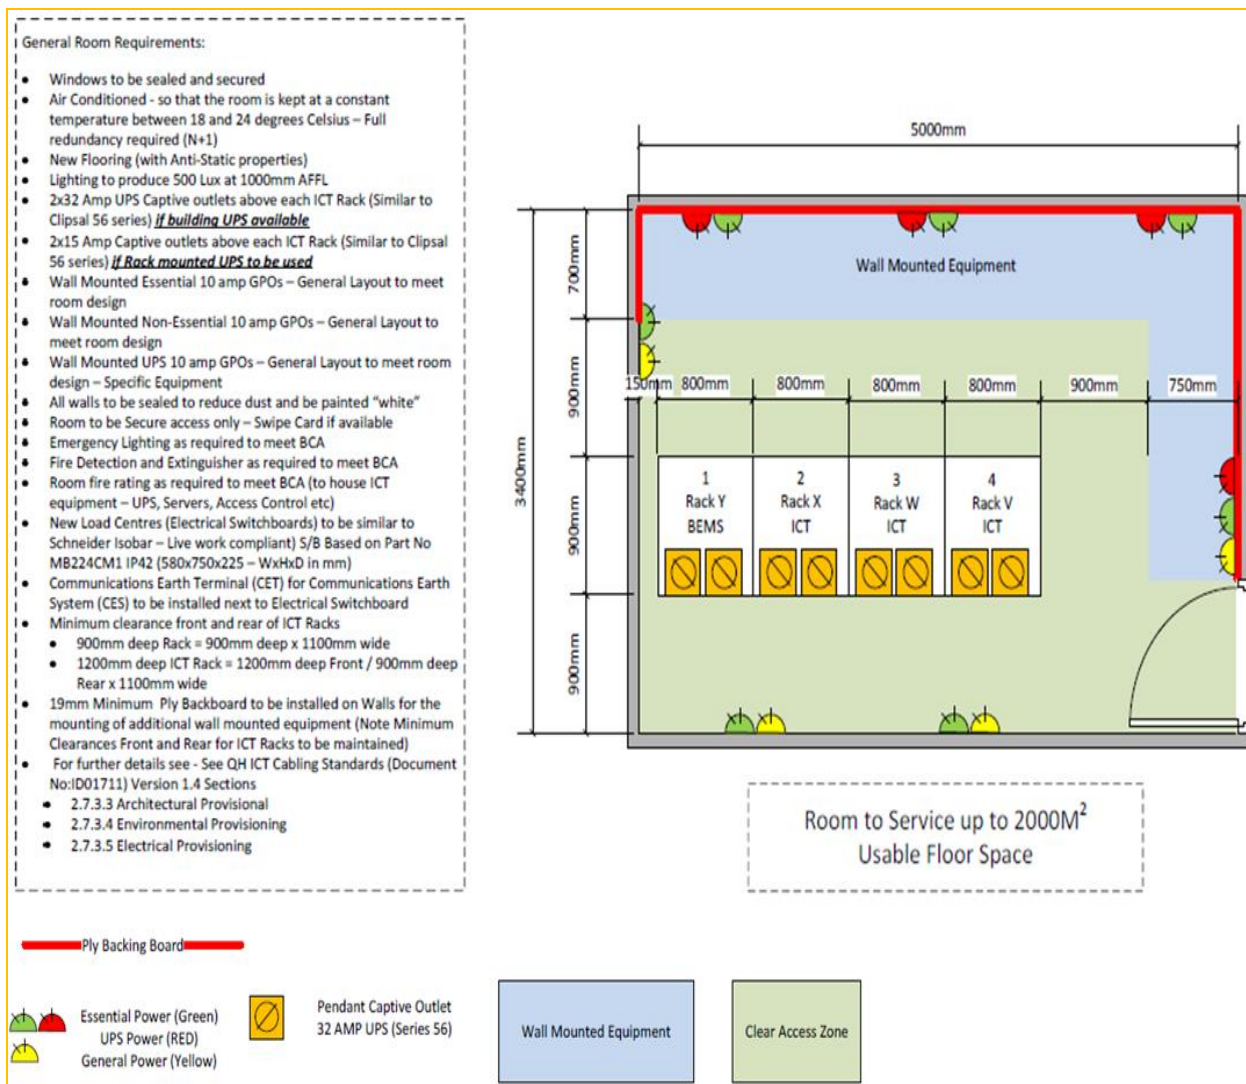 General Room Requirements:
• Windows to be sealed and secured
• Air Conditioned - so that the room is kept at a constant
temperature between 18 and 24 degrees Celsius – Full
redundancy required (N+1)
• New Flooring (with Anti-Static properties)
• Lighting to produce 500 Lux at 1000mm AFFL
• 2x32 Amp UPS Captive outlets above each ICT Rack (Similar to
Clipsal 56 series) if building UPS available
• 2x15 Amp Captive outlets above each ICT Rack (Similar to Clipsal
56 series) if Rack mounted UPS to be used
• Wall Mounted Essential 10 amp GPOs – General Layout to meet
room design
• Wall Mounted Non-Essential 10 amp GPOs – General Layout to
meet room design
• Wall Mounted UPS 10 amp GPOs – General Layout to meet room
design – Specific Equipment
• All walls to be sealed to reduce dust and be painted "white"
• Room to be Secure access only – Swipe Card if available
• Emergency Lighting as required to meet BCA
• Fire Detection and Extinguisher as required to meet BCA
• Room fire rating as required to meet BCA (to house ICT
equipment – UPS, Servers, Access Control etc)
• New Load Centres (Electrical Switchboards) to be similar to
Schneider Isobar – Live work compliant) S/B Based on Part No
MB224CM1 IP42 (580x750x225 – WxHxD in mm)
• Communications Earth Terminal (CET) for Communications Earth
System (CES) to be installed next to Electrical Switchboard
• Minimum clearance front and rear of ICT Racks
• 900mm deep Rack = 900mm deep x 1100mm wide
• 1200mm deep ICT Rack = 1200mm deep Front / 900mm deep
Rear x 1100mm wide
• 19mm Minimum Ply Backboard to be installed on Walls for the
mounting of additional wall mounted equipment (Note Minimum
Clearances Front and Rear for ICT Racks to be maintained)
• For further details see - See QH ICT Cabling Standards (Document
No:ID01711) Version 1.4 Sections
• 2.7.3.3 Architectural Provisional
• 2.7.3.4 Environmental Provisioning
• 2.7.3.5 Electrical Provisioning
5000mm
3400mm
700mm
900mm
900mm
900mm
Wall Mounted Equipment
150mm 800mm 800mm 800mm 800mm 900mm 750mm
1
Rack Y
BEMS
2
Rack X
ICT
3
Rack W
ICT
4
Rack V
ICT
Room to Service up to 2000M²
Usable Floor Space
Ply Backing Board
Essential Power (Green)
UPS Power (RED)
General Power (Yellow)
Pendant Captive Outlet
32 AMP UPS (Series 56)
Wall Mounted Equipment
Clear Access Zone